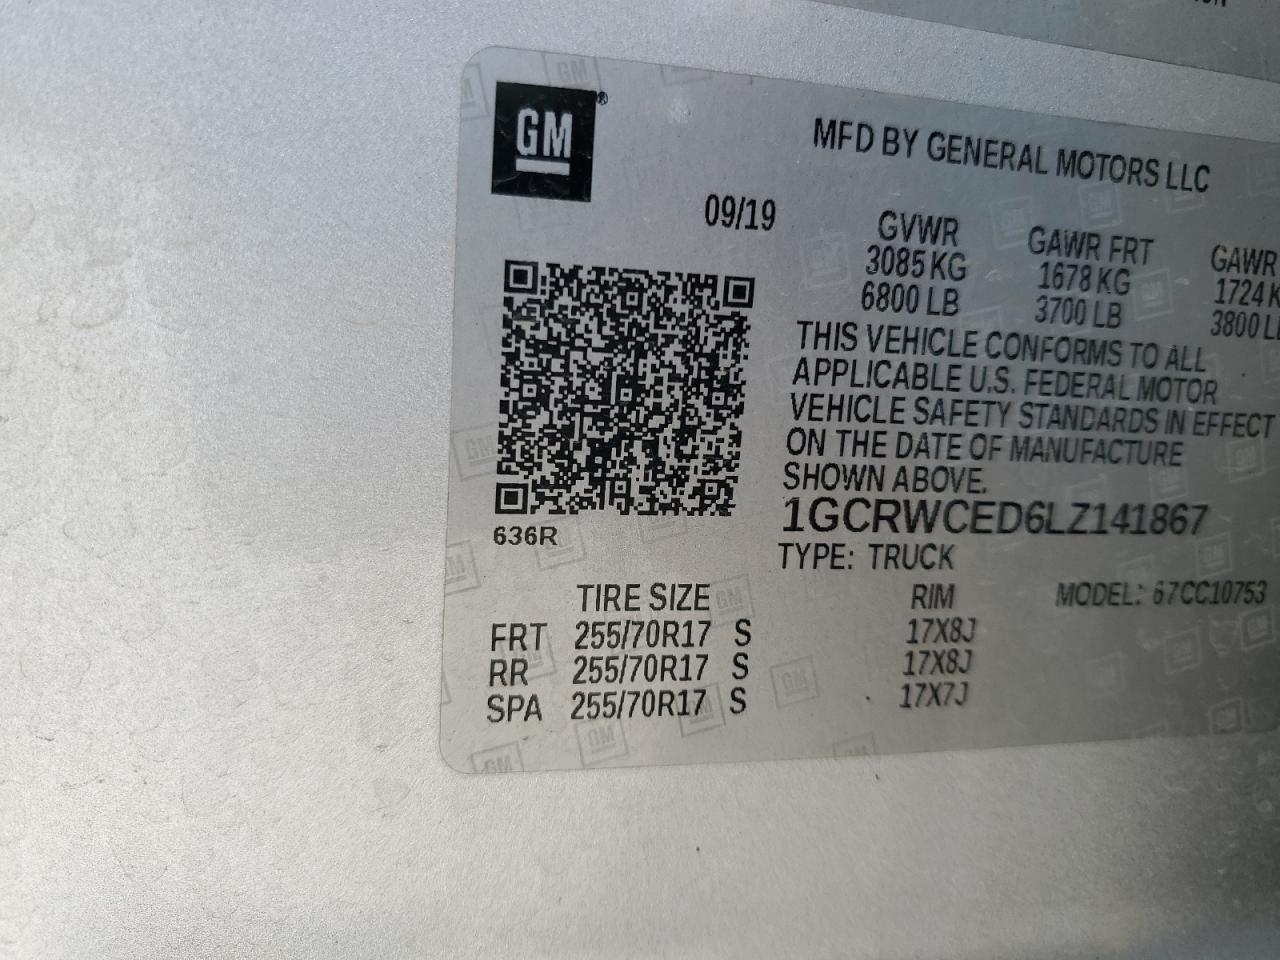 GM®
MFD BY GENERAL MOTORS LLC
09/19
GVWR GAWR FRT GAWR
3085 KG 1678 KG 1724 K
6800 LB 3700 LB 3800 L
THIS VEHICLE CONFORMS TO ALL
APPLICABLE U.S. FEDERAL MOTOR
VEHICLE SAFETY STANDARDS IN EFFECT
ON THE DATE OF MANUFACTURE
SHOWN ABOVE.
1GCRWCED6LZ141867
636R
TYPE: TRUCK
TIRE SIZE RIM MODEL: 67CC10753
FRT 255/70R17 S 17X8J
RR 255/70R17 S 17X8J
SPA 255/70R17 S 17X7J